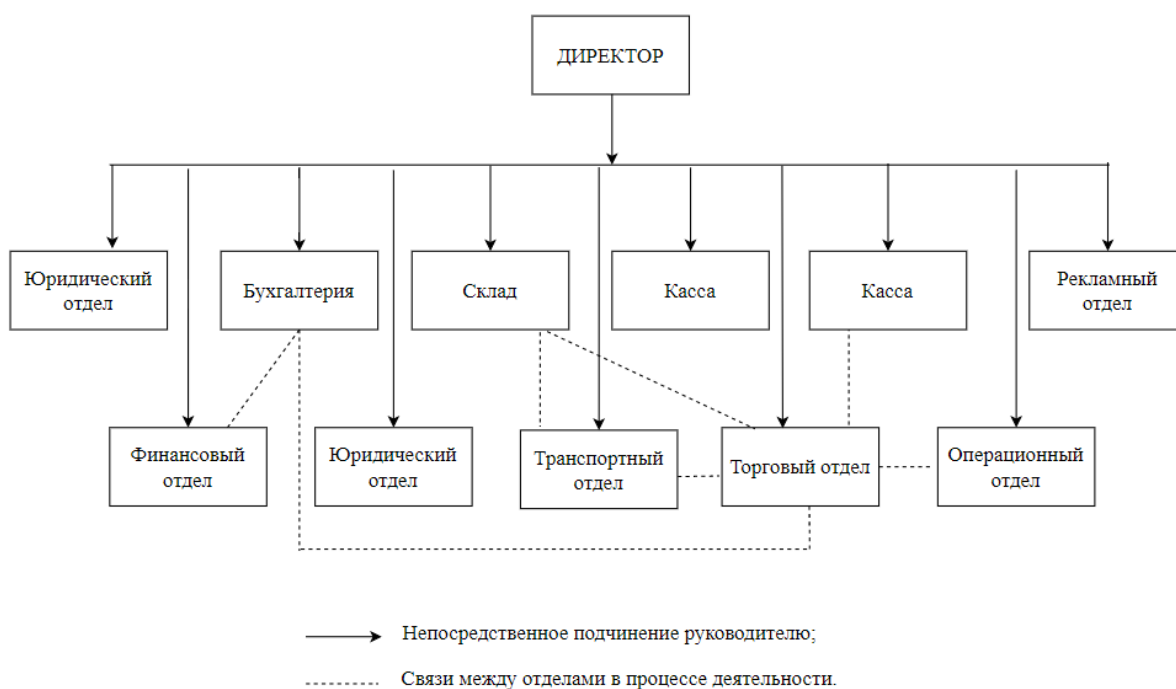 ДИРЕКТОР
Юридический
отдел
Бухгалтерия
Склад
Касса
Касса
Рекламный
отдел
Финансовый
отдел
Юридический
отдел
Транспортный
отдел
Торговый отдел
Операционный
отдел
Непосредственное подчинение руководителю;
Связи между отделами в процессе деятельности.